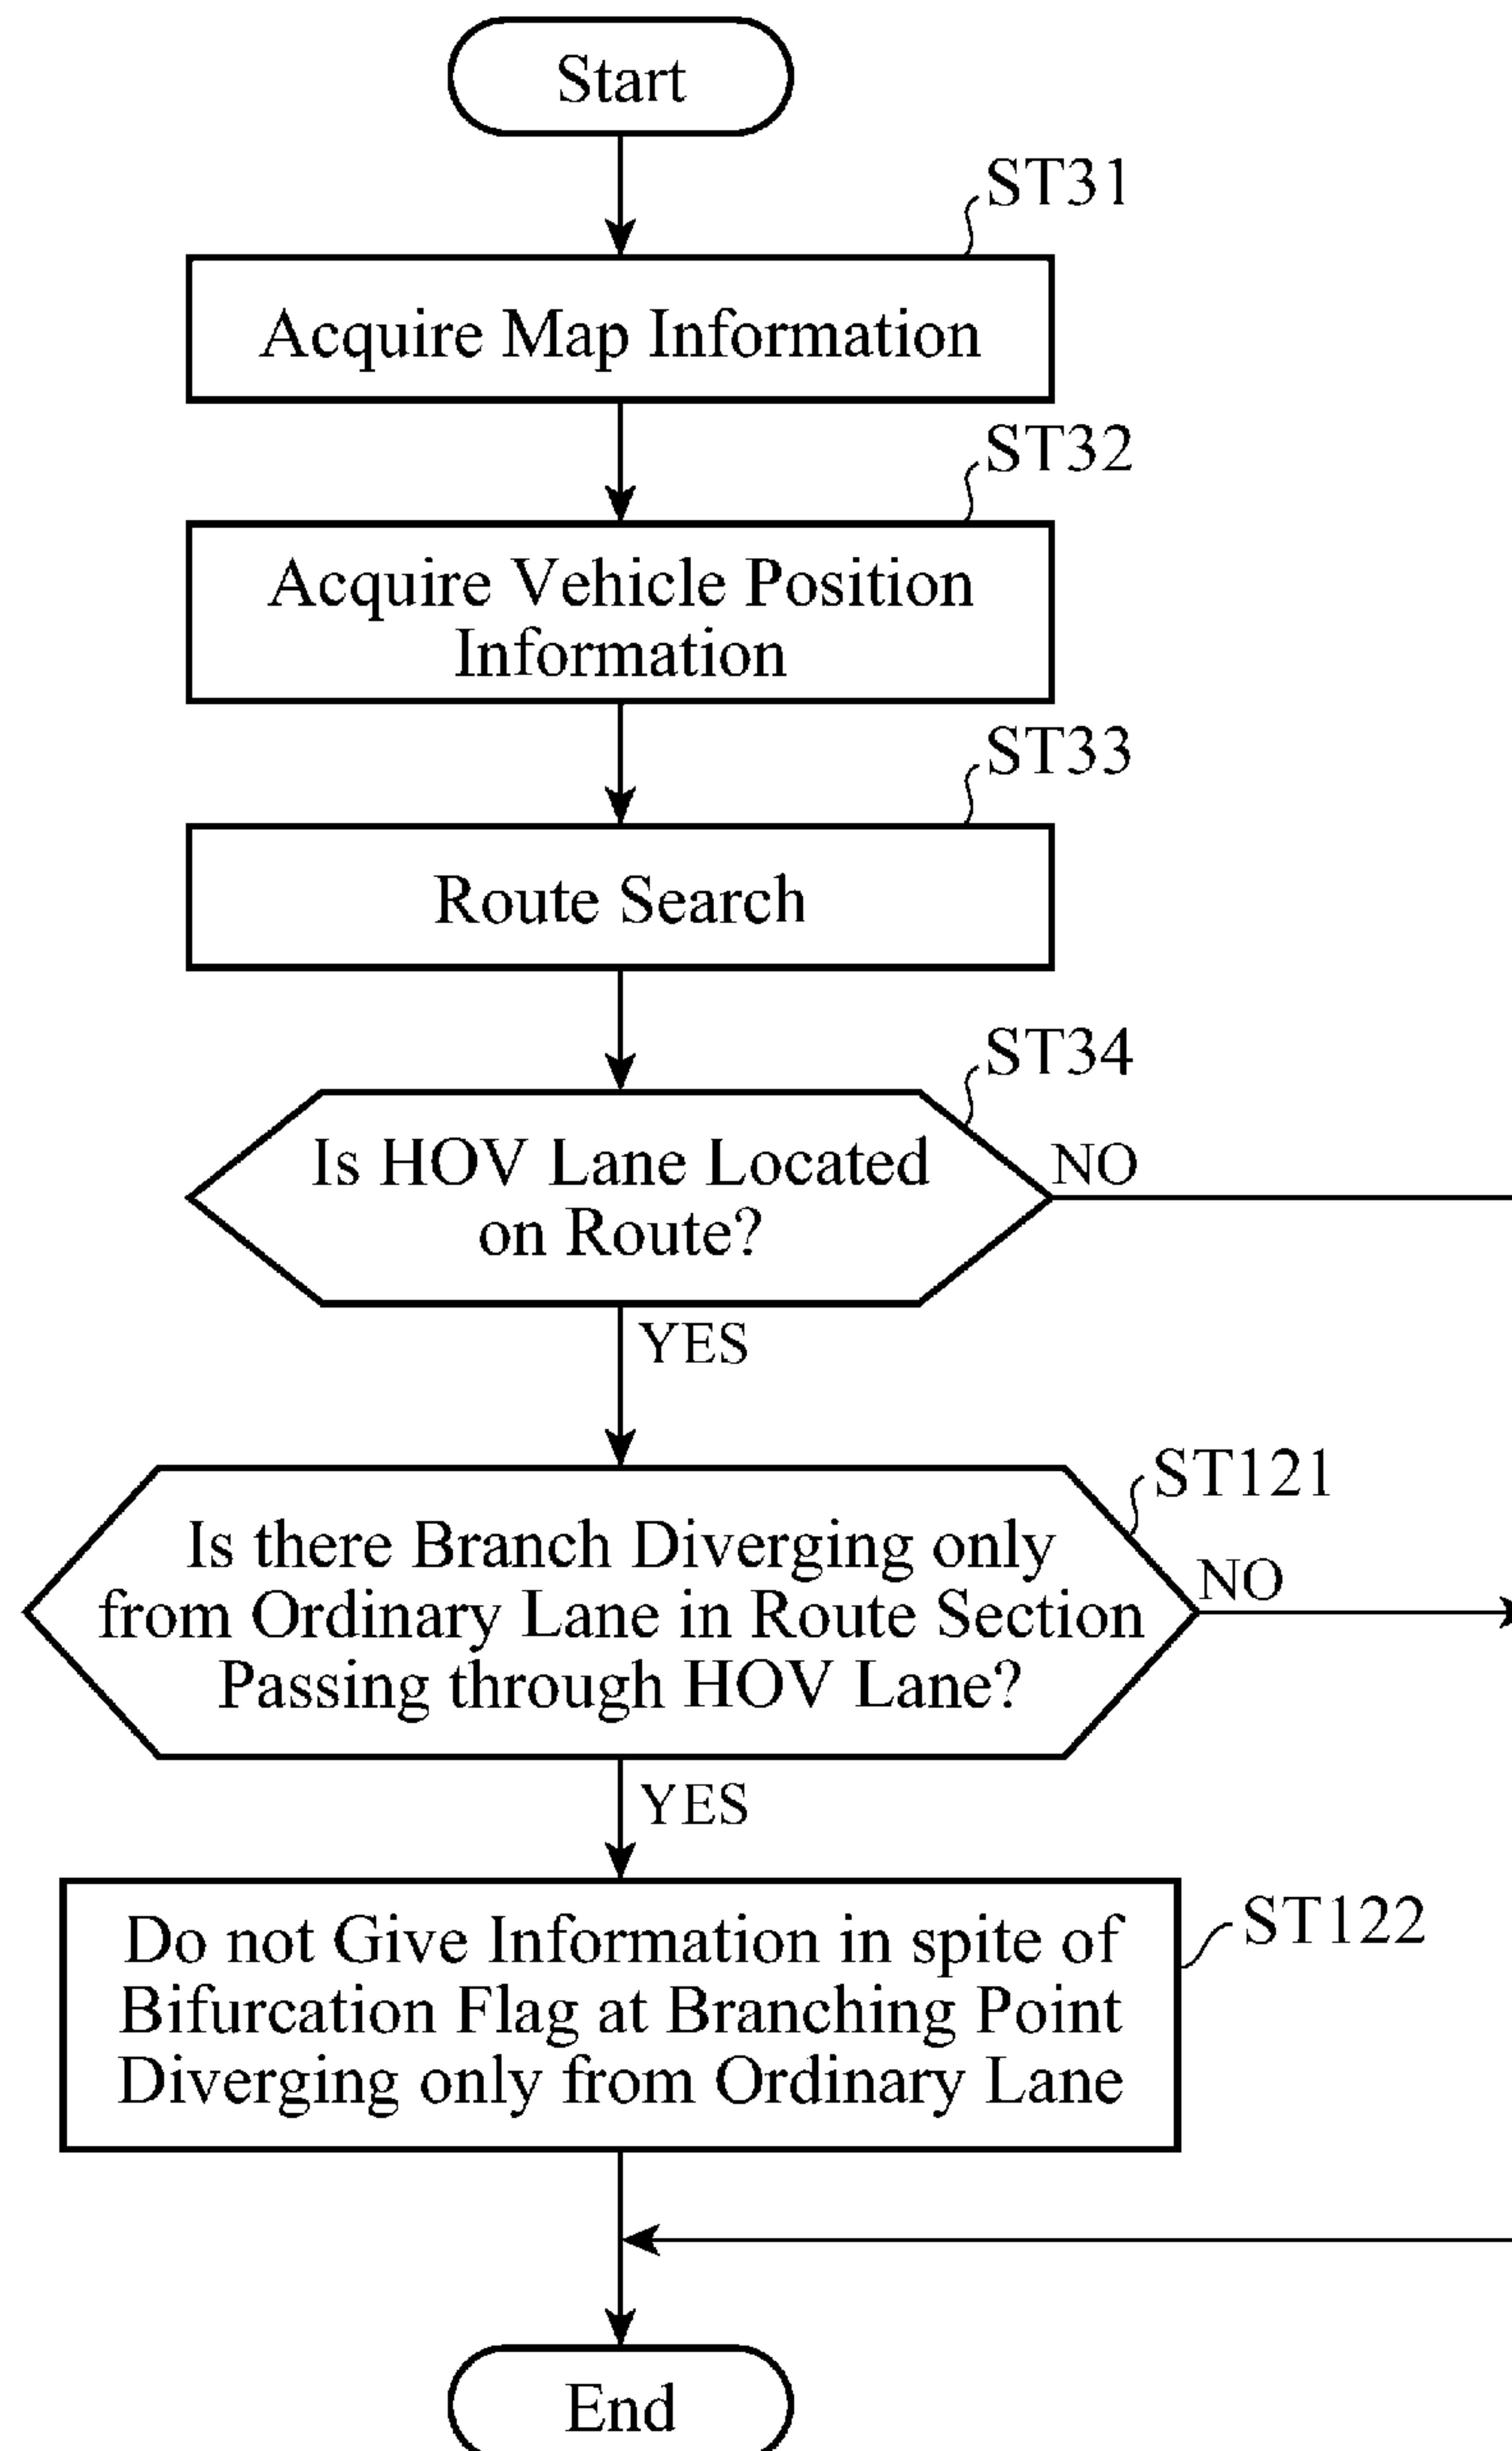 Start
ST31
Acquire Map Information
ST32
Acquire Vehicle Position
Information
ST33
Route Search
ST34
Is HOV Lane Located
on Route?
NO
YES
ST121
Is there Branch Diverging only
from Ordinary Lane in Route Section
Passing through HOV Lane?
NO
YES
ST122
Do not Give Information in spite of
Bifurcation Flag at Branching Point
Diverging only from Ordinary Lane
End